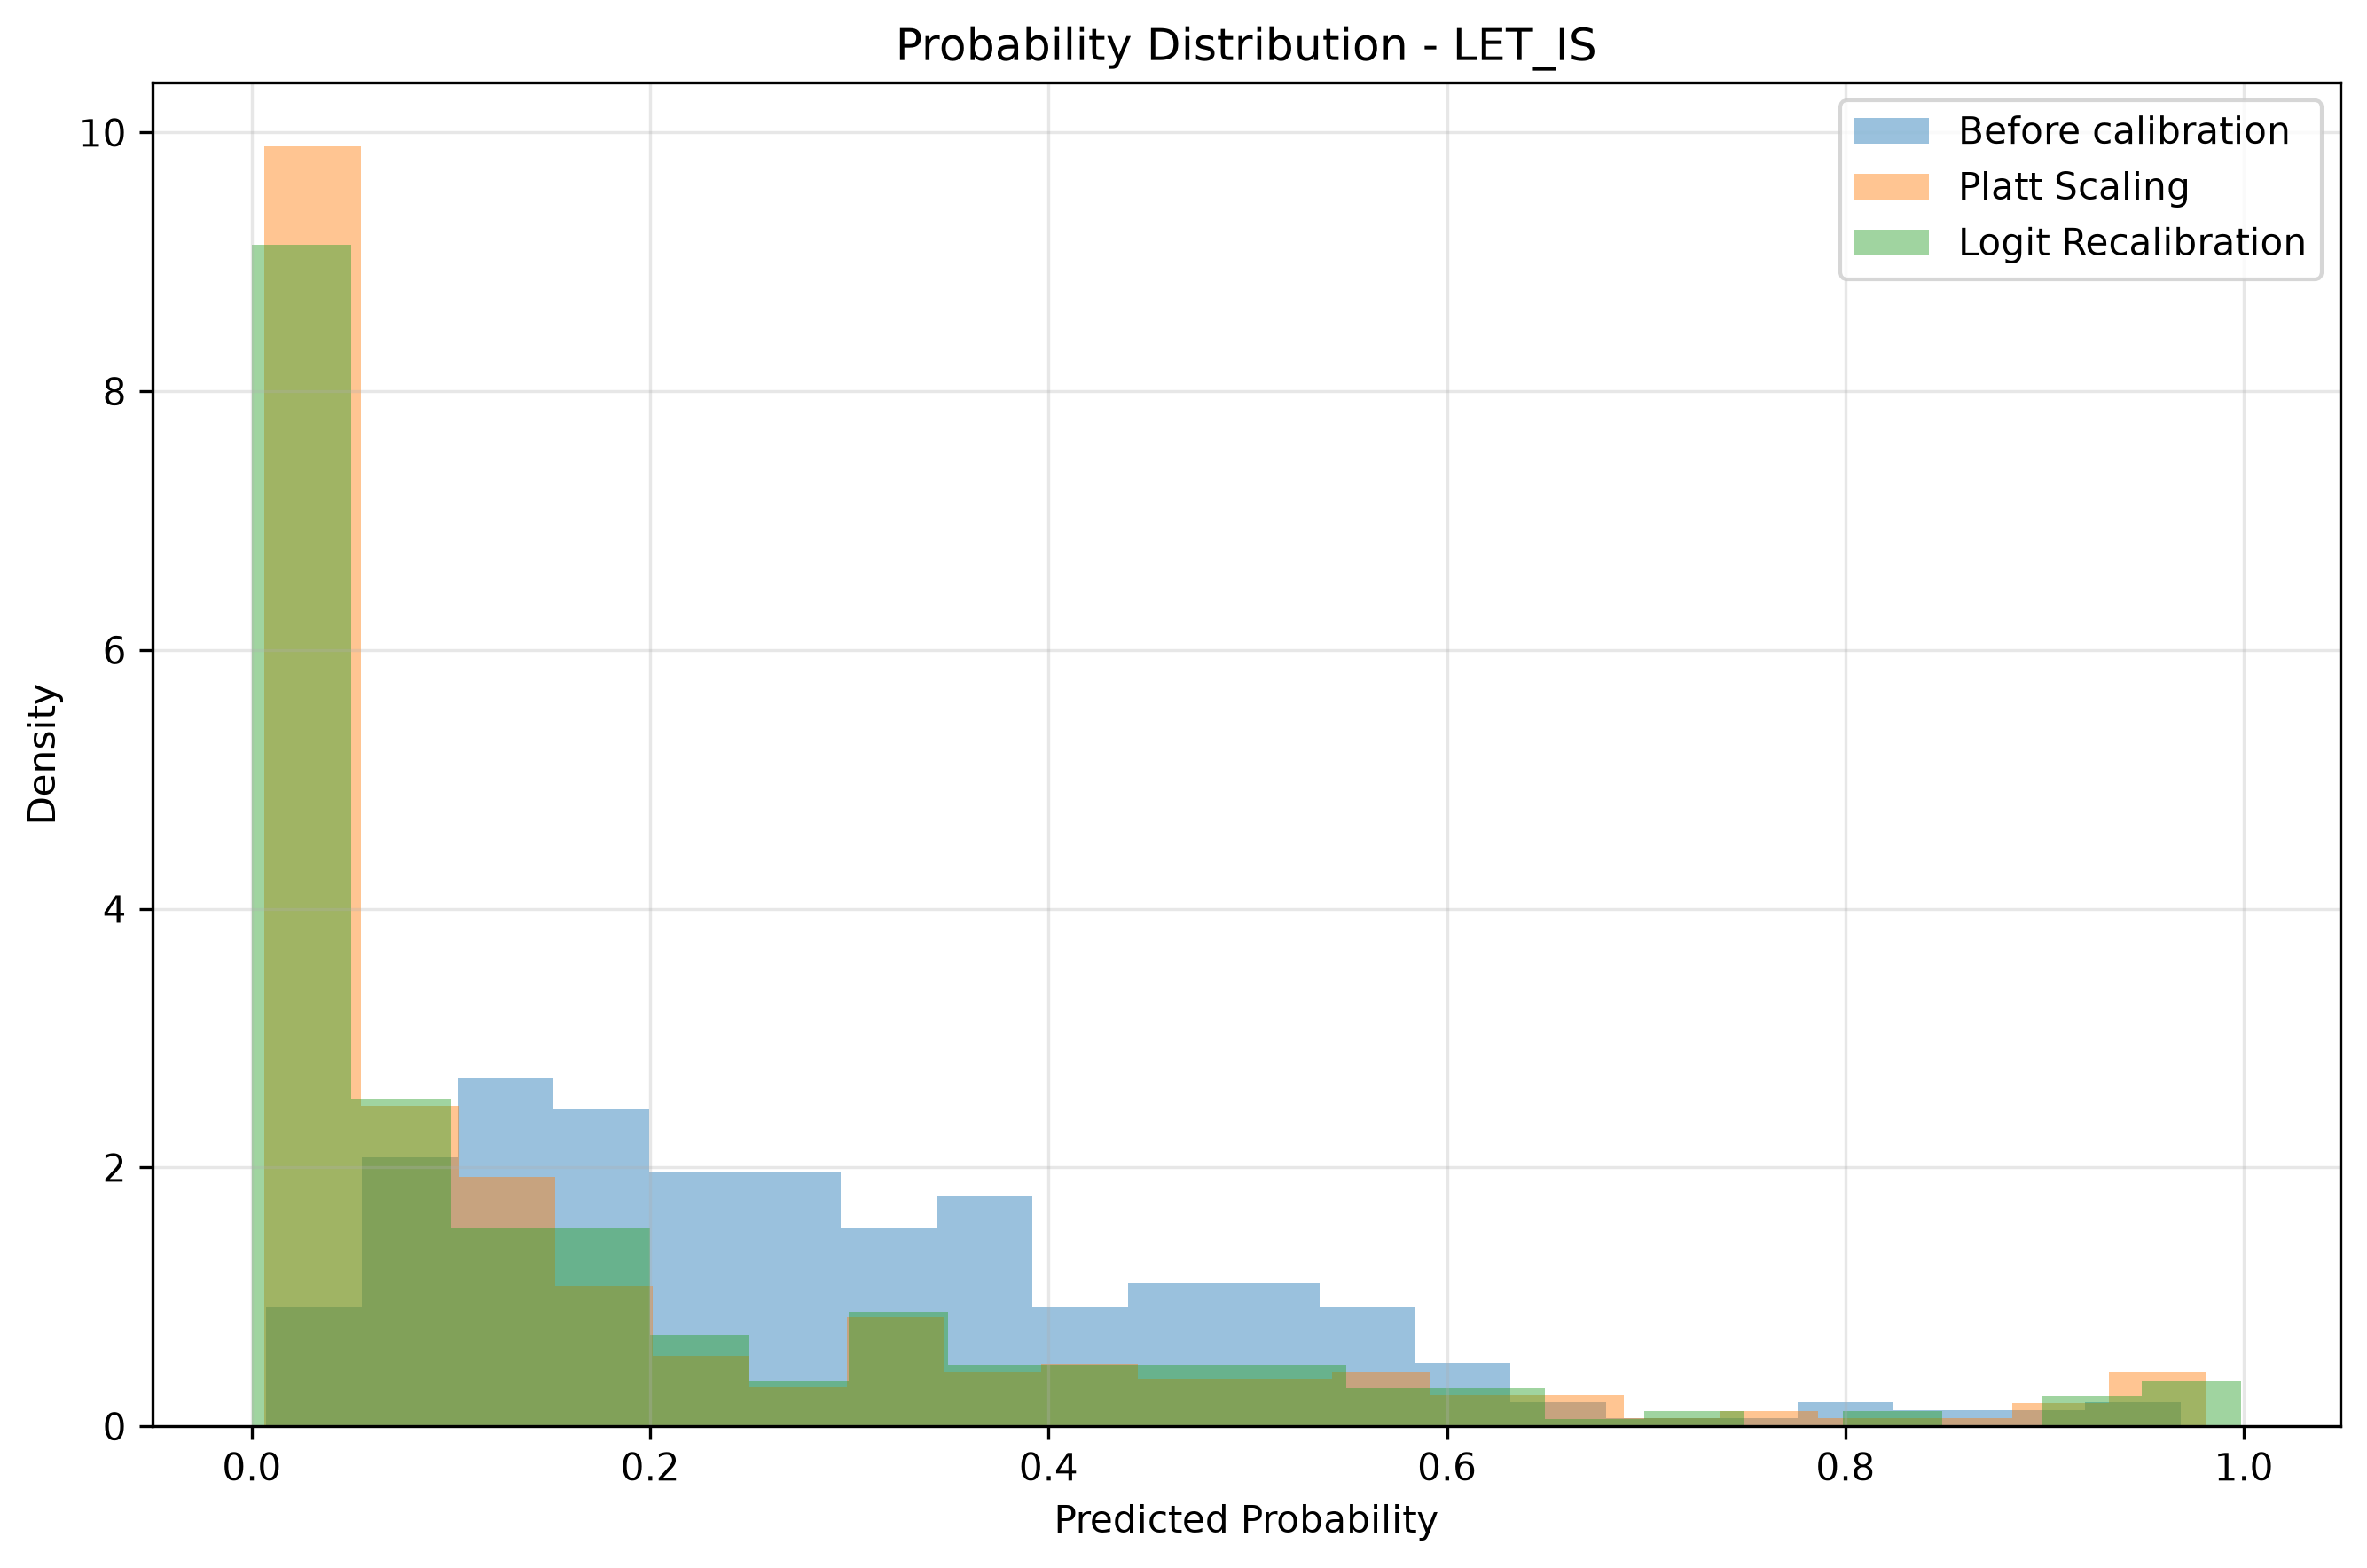 Probability Distribution - LET_IS
Before calibration
Platt Scaling
Logit Recalibration
10
8
6
4
2
0
Density
0.0 0.2 0.4 0.6 0.8 1.0
Predicted Probability